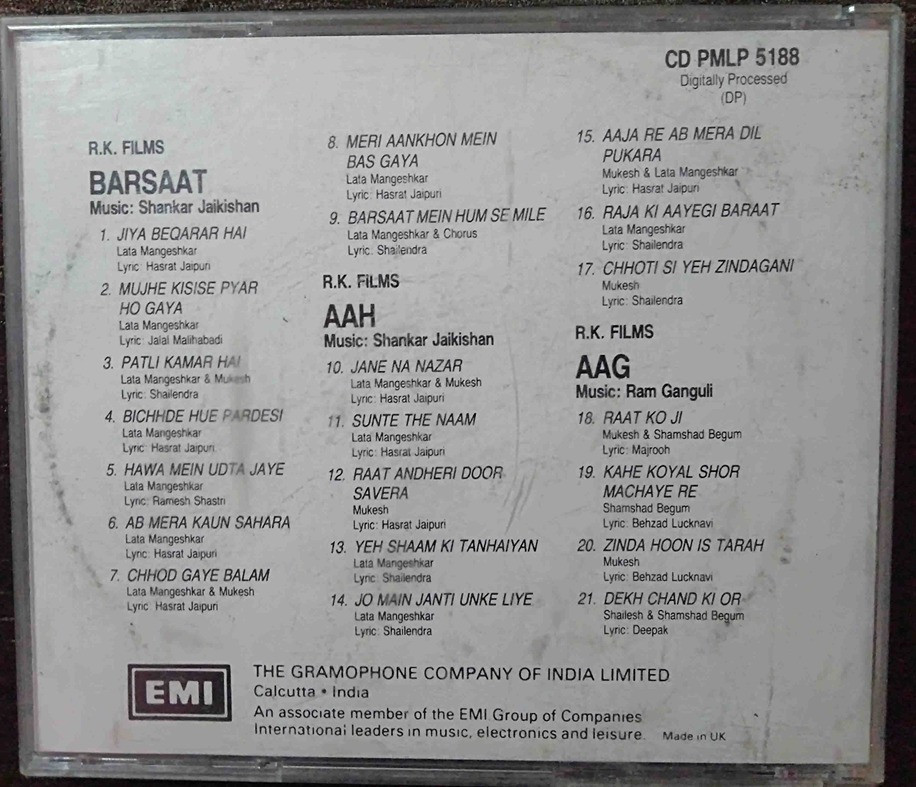 CD PMLP 5188
Digitally Processed
(DP)
R.K. FILMS
BARSAAT
Music: Shankar Jaikishan
1. JIYA BEQARAR HAI
Lata Mangeshkar
Lyric: Hasrat Jaipuri
2. MUJHE KISISE PYAR
HO GAYA
Lata Mangeshkar
Lyric: Jalal Malihabadi
3. PATLI KAMAR HAI
Lata Mangeshkar & Mukesh
Lyric: Shailendra
4. BICHHDE HUE PARDESI
Lata Mangeshkar
Lyric: Hasrat Jaipuri
5. HAWA MEIN UDTA JAYE
Lata Mangeshkar
Lyric: Ramesh Shastri
6. AB MERA KAUN SAHARA
Lata Mangeshkar
Lyric: Hasrat Jaipuri
7. CHHOD GAYE BALAM
Lata Mangeshkar & Mukesh
Lyric: Hasrat Jaipuri
8. MERI AANKHON MEIN
BAS GAYA
Lata Mangeshkar
Lyric: Hasrat Jaipuri
9. BARSAAT MEIN HUM SE MILE
Lata Mangeshkar & Chorus
Lyric: Shailendra
R.K. FILMS
AAH
Music: Shankar Jaikishan
10. JANE NA NAZAR
Lata Mangeshkar & Mukesh
Lyric: Hasrat Jaipuri
11. SUNTE THE NAAM
Lata Mangeshkar
Lyric: Hasrat Jaipuri
12. RAAT ANDHERI DOOR
SAVERA
Mukesh
Lyric: Hasrat Jaipuri
13. YEH SHAAM KI TANHAIYAN
Lata Mangeshkar
Lyric: Shailendra
14. JO MAIN JANTI UNKE LIYE
Lata Mangeshkar
Lyric: Shailendra
15. AAJA RE AB MERA DIL
PUKARA
Mukesh & Lata Mangeshkar
Lyric: Hasrat Jaipuri
16. RAJA KI AAYEGI BARAAT
Lata Mangeshkar
Lyric: Shailendra
17. CHHOTI SI YEH ZINDAGANI
Mukesh
Lyric: Shailendra
R.K. FILMS
AAG
Music: Ram Ganguli
18. RAAT KO JI
Mukesh & Shamshad Begum
Lyric: Majrooh
19. KAHE KOYAL SHOR
MACHAYE RE
Shamshad Begum
Lyric: Behzad Lucknavi
20. ZINDA HOON IS TARAH
Mukesh
Lyric: Behzad Lucknavi
21. DEKH CHAND KI OR
Shailesh & Shamshad Begum
Lyric: Deepak
EMI
THE GRAMOPHONE COMPANY OF INDIA LIMITED
Calcutta • India
An associate member of the EMI Group of Companies
International leaders in music, electronics and leisure. Made in UK